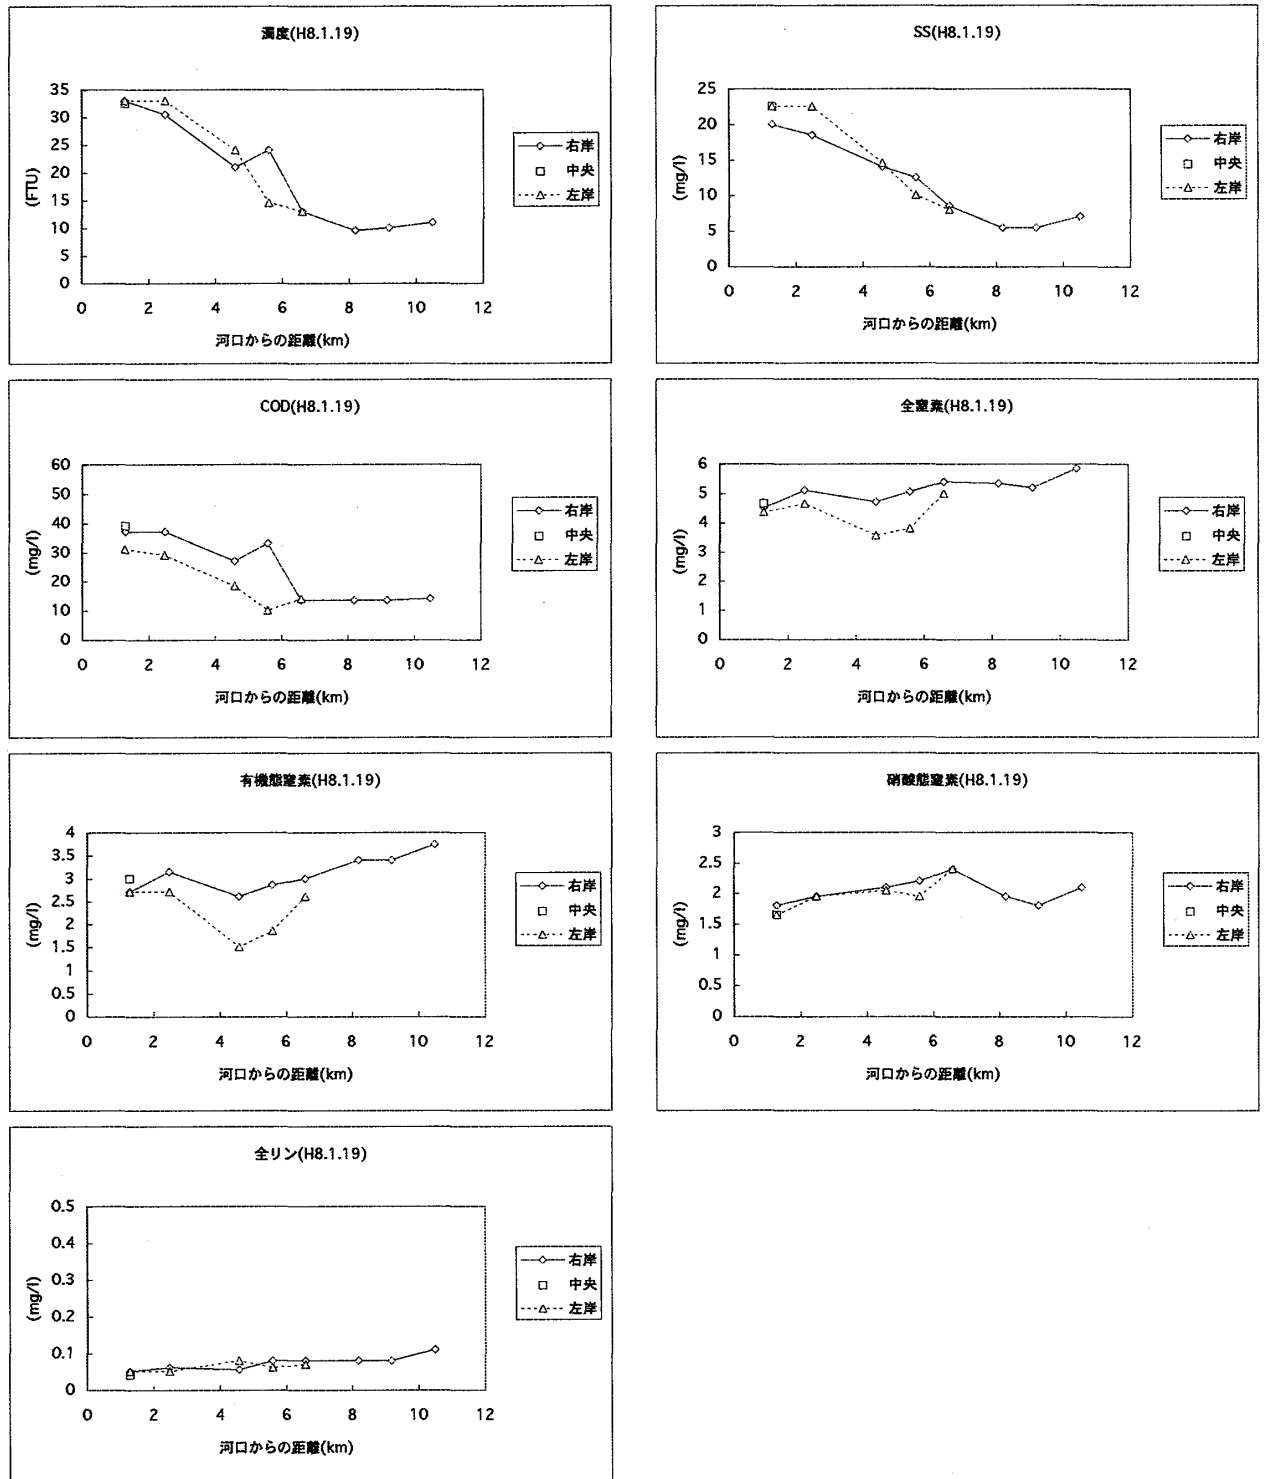 濁度(H8.1.19)
35
30
25
20
15
10
5
0
(FTU)
0 2 4 6 8 10 12
河口からの距離(km)
右岸
中央
左岸
SS(H8.1.19)
25
20
15
10
5
0
(mg/l)
0 2 4 6 8 10 12
河口からの距離(km)
右岸
中央
左岸
COD(H8.1.19)
60
50
40
30
20
10
0
(mg/l)
0 2 4 6 8 10 12
河口からの距離(km)
右岸
中央
左岸
全窒素(H8.1.19)
6
5
4
3
2
1
0
(mg/l)
0 2 4 6 8 10 12
河口からの距離(km)
右岸
中央
左岸
有機態窒素(H8.1.19)
4
3.5
3
2.5
2
1.5
1
0.5
0
(mg/l)
0 2 4 6 8 10 12
河口からの距離(km)
右岸
中央
左岸
硝酸態窒素(H8.1.19)
3
2.5
2
1.5
1
0.5
0
(mg/l)
0 2 4 6 8 10 12
河口からの距離(km)
右岸
中央
左岸
全リン(H8.1.19)
0.5
0.4
0.3
0.2
0.1
0
(mg/l)
0 2 4 6 8 10 12
河口からの距離(km)
右岸
中央
左岸